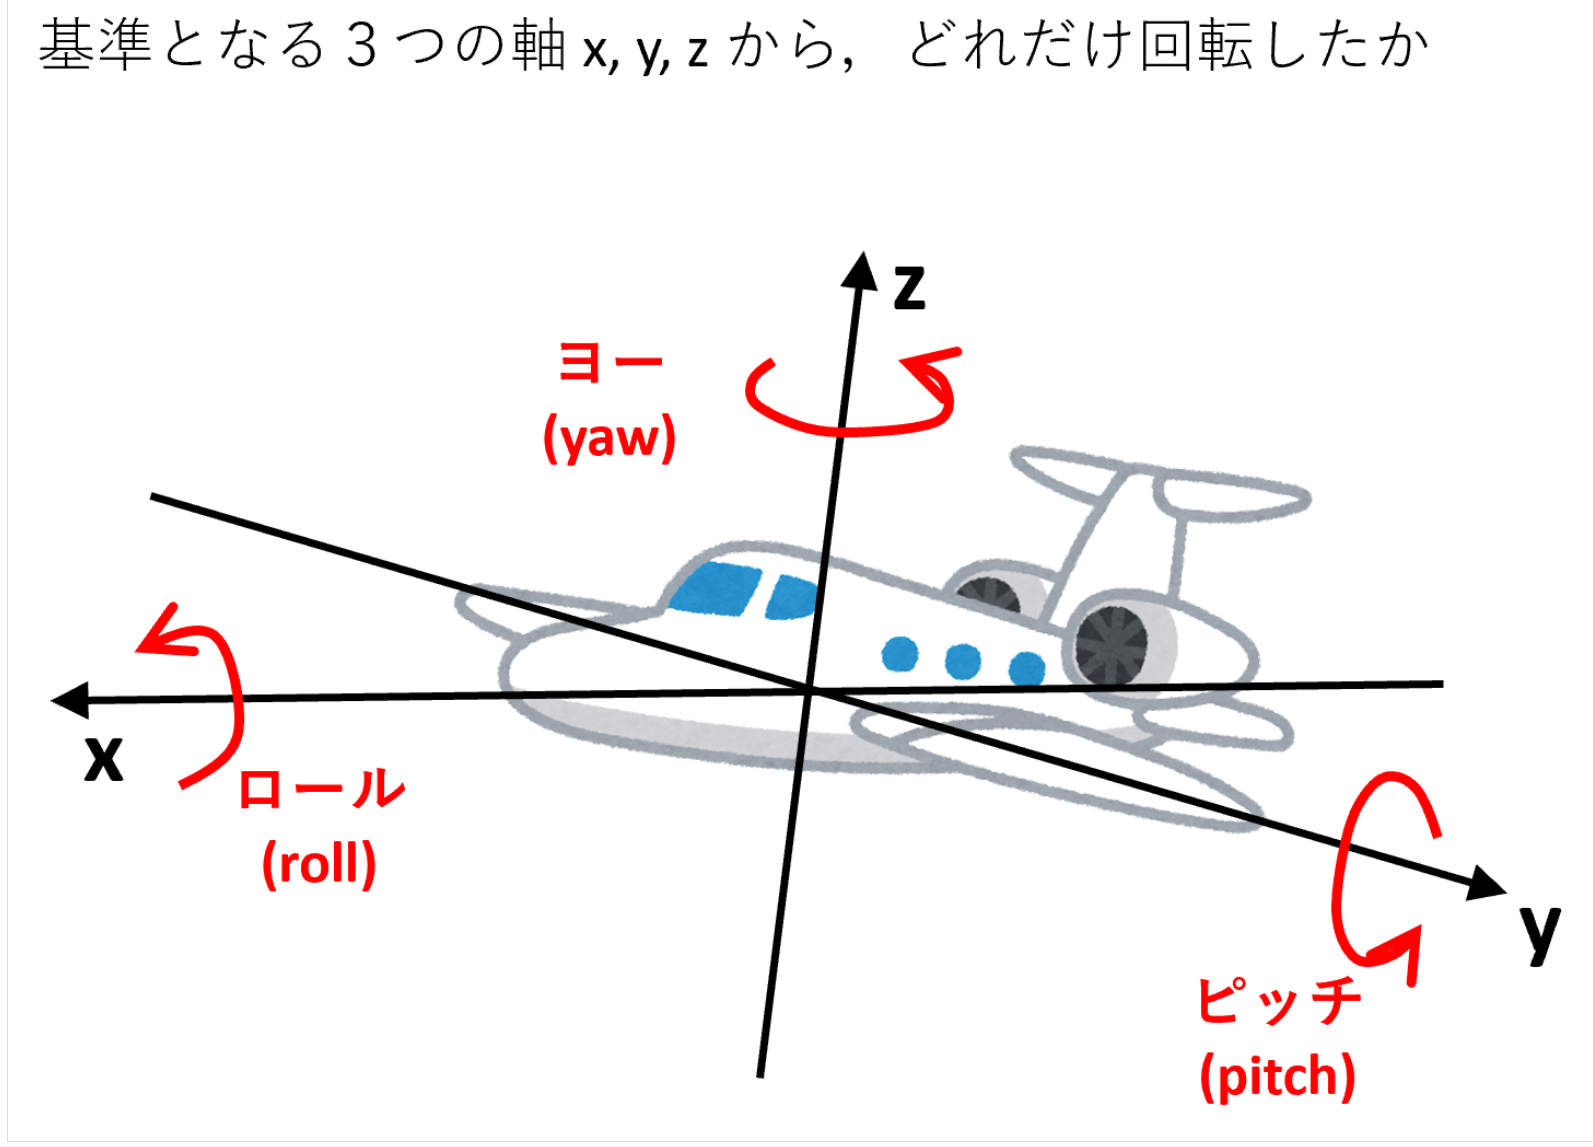 基準となる３つの軸 x, y, z から， どれだけ回転したか
z
ヨー
(yaw)
x
ロール
(roll)
y
ピッチ
(pitch)